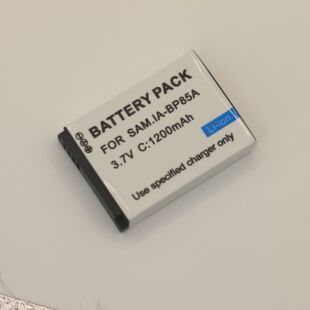 BATTERY PACK
FOR SAM.IA-BP85A
3.7V C:1200mAh
Li-ion
Use specified charger only